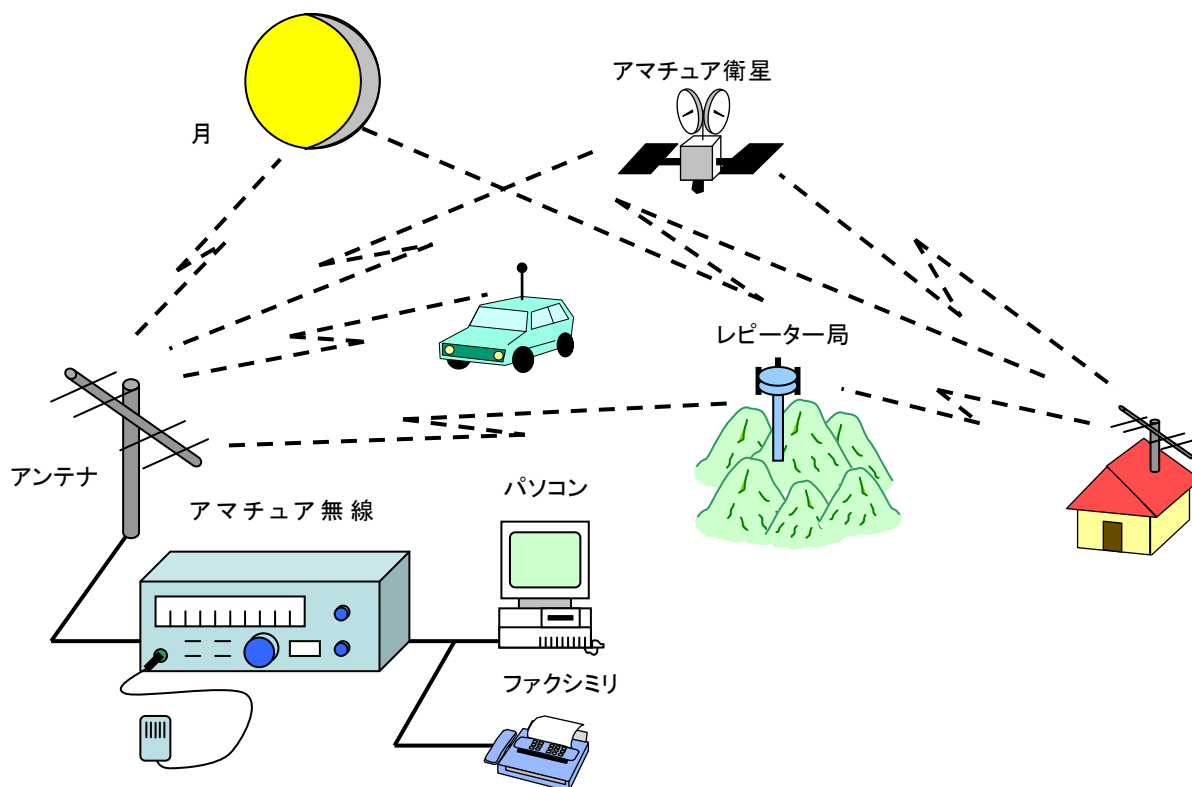 アマチュア衛星
月
レピーター局
アンテナ
アマチュア無線
パソコン
ファクシミリ